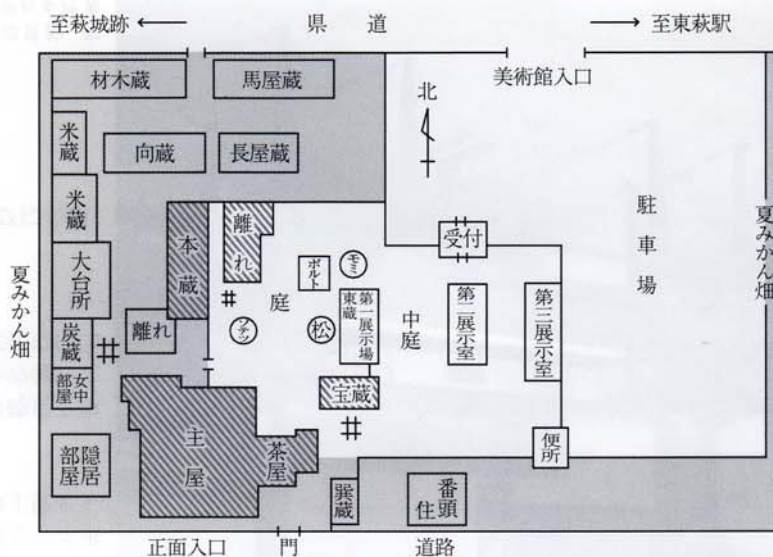 至萩城跡
県道
至東萩駅
材木蔵
馬屋蔵
美術館入口
北
米蔵
向蔵
長屋蔵
米蔵
本蔵
離れ
受付
駐車場
夏みかん畑
夏みかん畑
大台所
ポルト
モミ
庭
第一展示場
東蔵
中庭
第二展示室
第三展示室
炭蔵
離れ
ソテツ
松
女中部屋
宝蔵
隠居部屋
主屋
茶屋
便所
巽蔵
番頭住
正面入口
門
道路